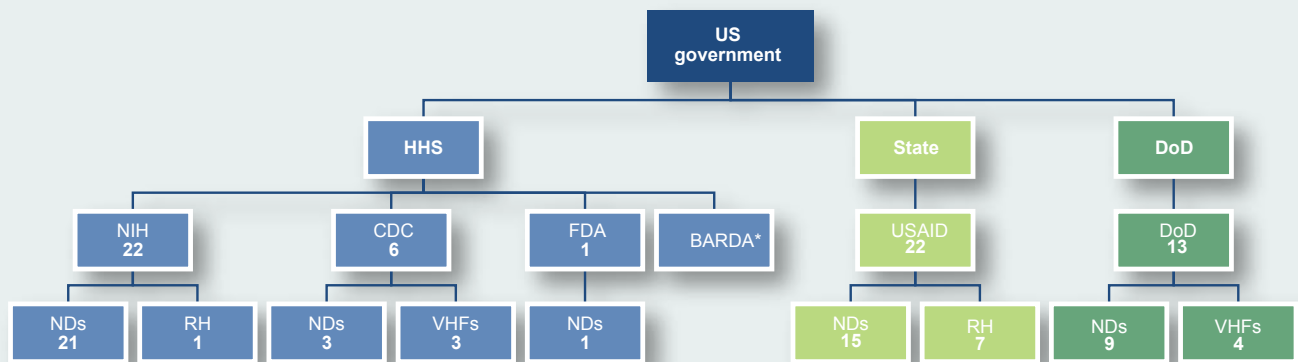 US
government
HHS
State
DoD
NIH
22
CDC
6
FDA
1
BARDA*
USAID
22
DoD
13
NDs
21
RH
1
NDs
3
VHFs
3
NDs
1
NDs
15
RH
7
NDs
9
VHFs
4